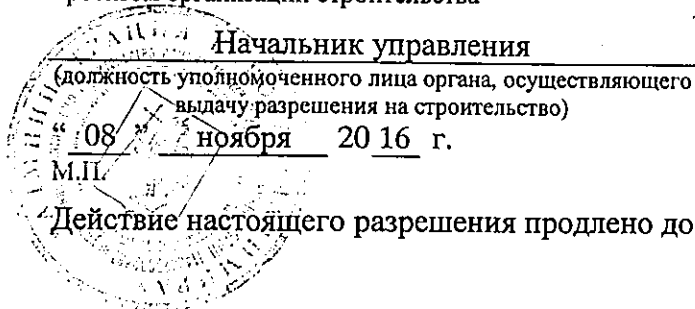 Начальник управления
(должность уполномоченного лица органа, осуществляющего
выдачу разрешения на строительство)
“ 08 ” ноября 20 16 г.
М.П.
Действие настоящего разрешения продлено до